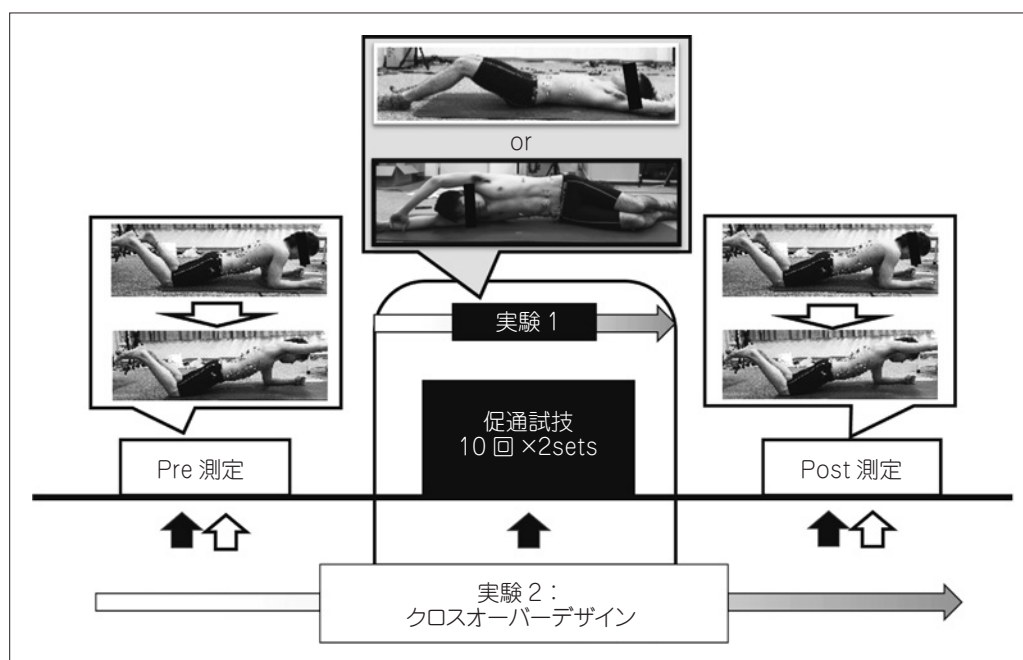 or
実験 1
促通試技
10 回 ×2sets
Pre 測定
Post 測定
実験 2：
クロスオーバーデザイン